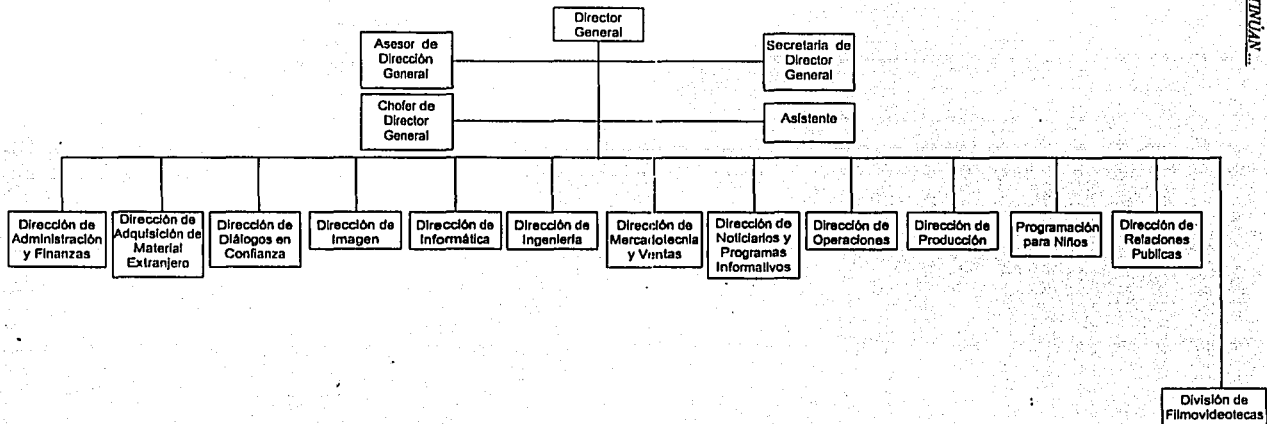 TINÚAN...
Director
General
Asesor de
Dirección
General
Secretaria de
Director
General
Chofer de
Director
General
Asistente
Dirección de
Administración
y Finanzas
Dirección de
Adquisición de
Material
Extranjero
Dirección de
Diálogos en
Confianza
Dirección de
Imagen
Dirección de
Informática
Dirección de
Ingeniería
Dirección de
Mercadotecnia
y Ventas
Dirección de
Noticiarios y
Programas
Informativos
Dirección de
Operaciones
Dirección de
Producción
Programación
para Niños
Dirección de
Relaciones
Publicas
División de
Filmovideotecas